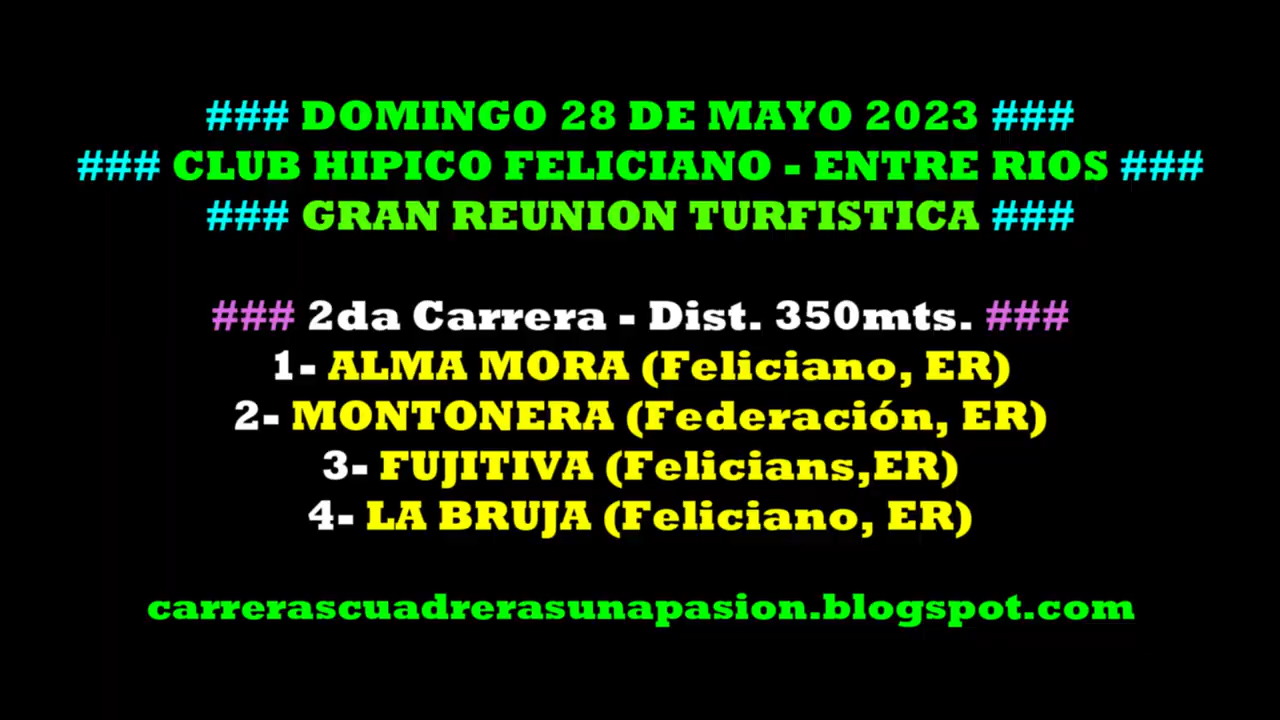 ### DOMINGO 28 DE MAYO 2023 ###
### CLUB HIPICO FELICIANO - ENTRE RIOS ###
### GRAN REUNION TURFISTICA ###
### 2da Carrera - Dist. 350mts. ###
1- ALMA MORA (Feliciano, ER)
2- MONTONERA (Federación, ER)
3- FUJITIVA (Felicians,ER)
4- LA BRUJA (Feliciano, ER)
carrerascuadrerasunapasion.blogspot.com